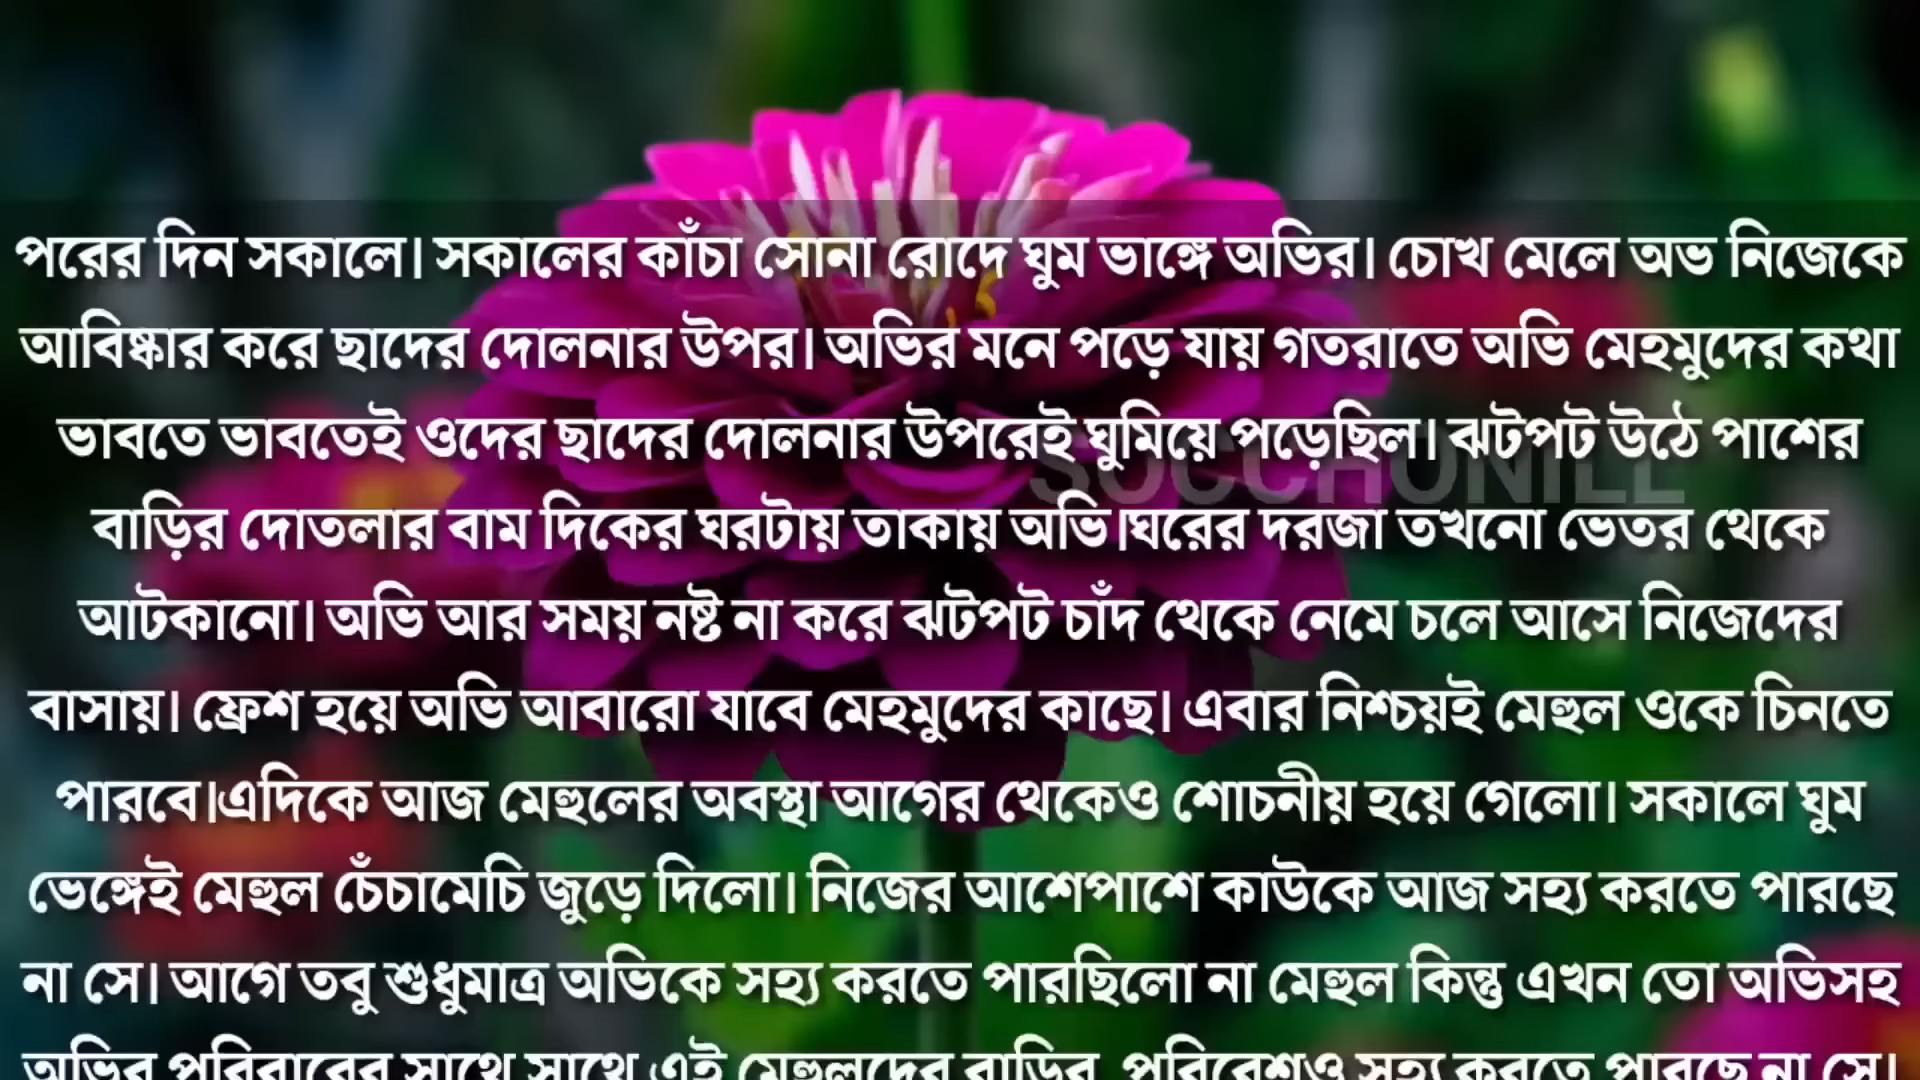 পরের দিন সকালে। সকালের কাঁচা সোনা রোদে ঘুম ভাঙ্গে অভির। চোখ মেলে অভ নিজেকে
আবিষ্কার করে ছাদের দোলনার উপর। অভির মনে পড়ে যায় গতরাতে অভি মেহমুদের কথা
ভাবতে ভাবতেই ওদের ছাদের দোলনার উপরেই ঘুমিয়ে পড়েছিল। ঝটপট উঠে পাশের
SOCCHONILL
বাড়ির দোতলার বাম দিকের ঘরটায় তাকায় অভি।ঘরের দরজা তখনো ভেতর থেকে
আটকানো। অভি আর সময় নষ্ট না করে ঝটপট চাঁদ থেকে নেমে চলে আসে নিজেদের
বাসায়। ফ্রেশ হয়ে অভি আবারো যাবে মেহমুদের কাছে। এবার নিশ্চয়ই মেহুল ওকে চিনতে
পারবে।এদিকে আজ মেহুলের অবস্থা আগের থেকেও শোচনীয় হয়ে গেলো। সকালে ঘুম
ভেঙ্গেই মেহুল চেঁচামেচি জুড়ে দিলো। নিজের আশেপাশে কাউকে আজ সহ্য করতে পারছে
না সে। আগে তবু শুধুমাত্র অভিকে সহ্য করতে পারছিলো না মেহুল কিন্তু এখন তো অভিসহ
অভির পরিবারের সাথে সাথে এই মেহুলদের বাড়ির পরিবেশও সহ্য করতে পারছে না সে।